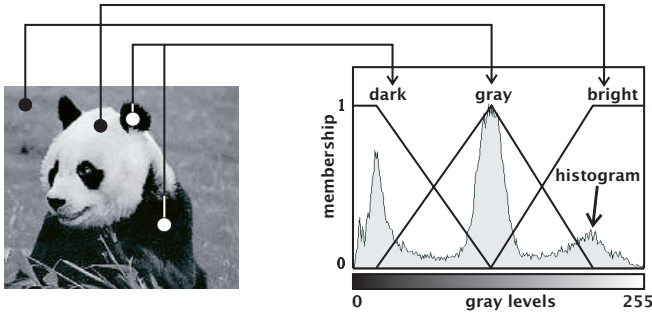 dark gray bright
1
membership
histogram
0
0 gray levels 255